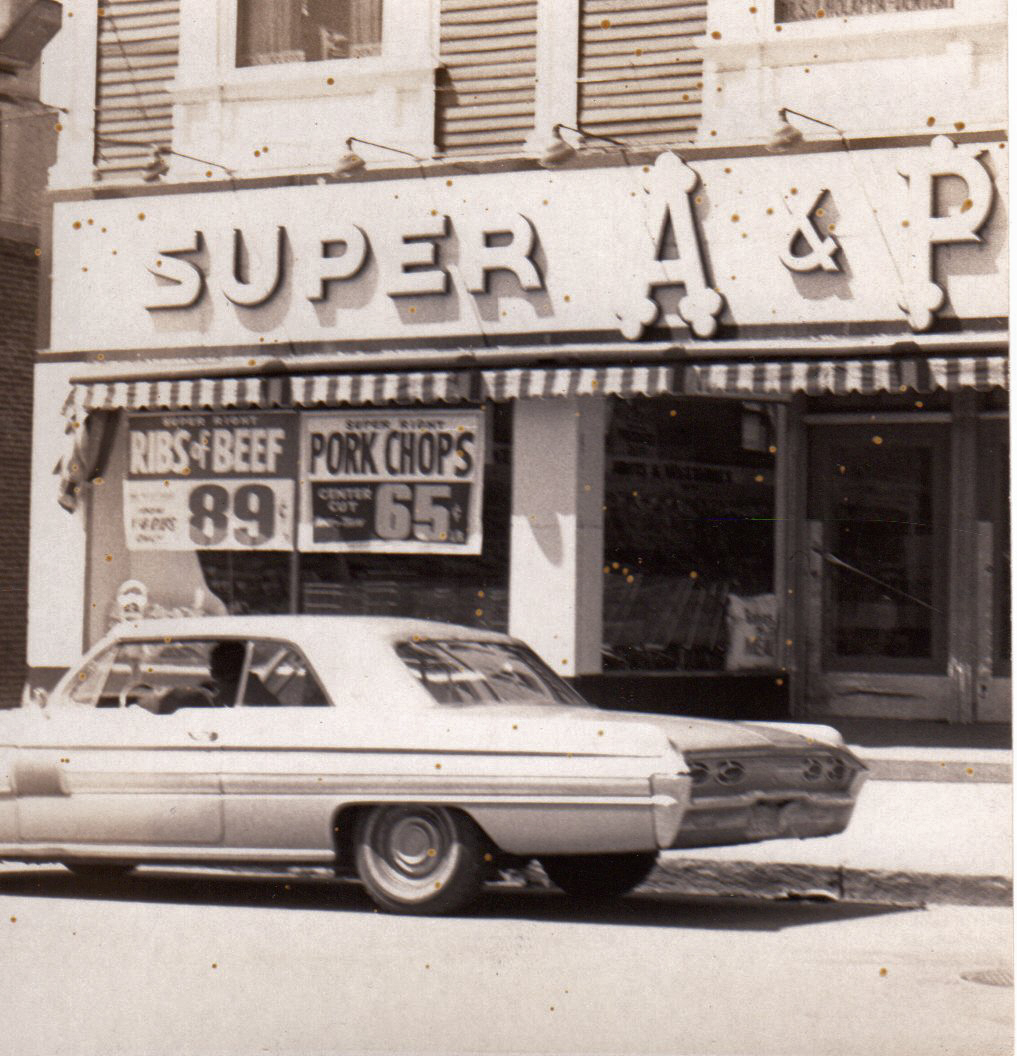 SUPER A & P
SUPER RIGHT
RIBS of BEEF
89¢
SUPER RIGHT
PORK CHOPS
CENTER
CUT
65¢